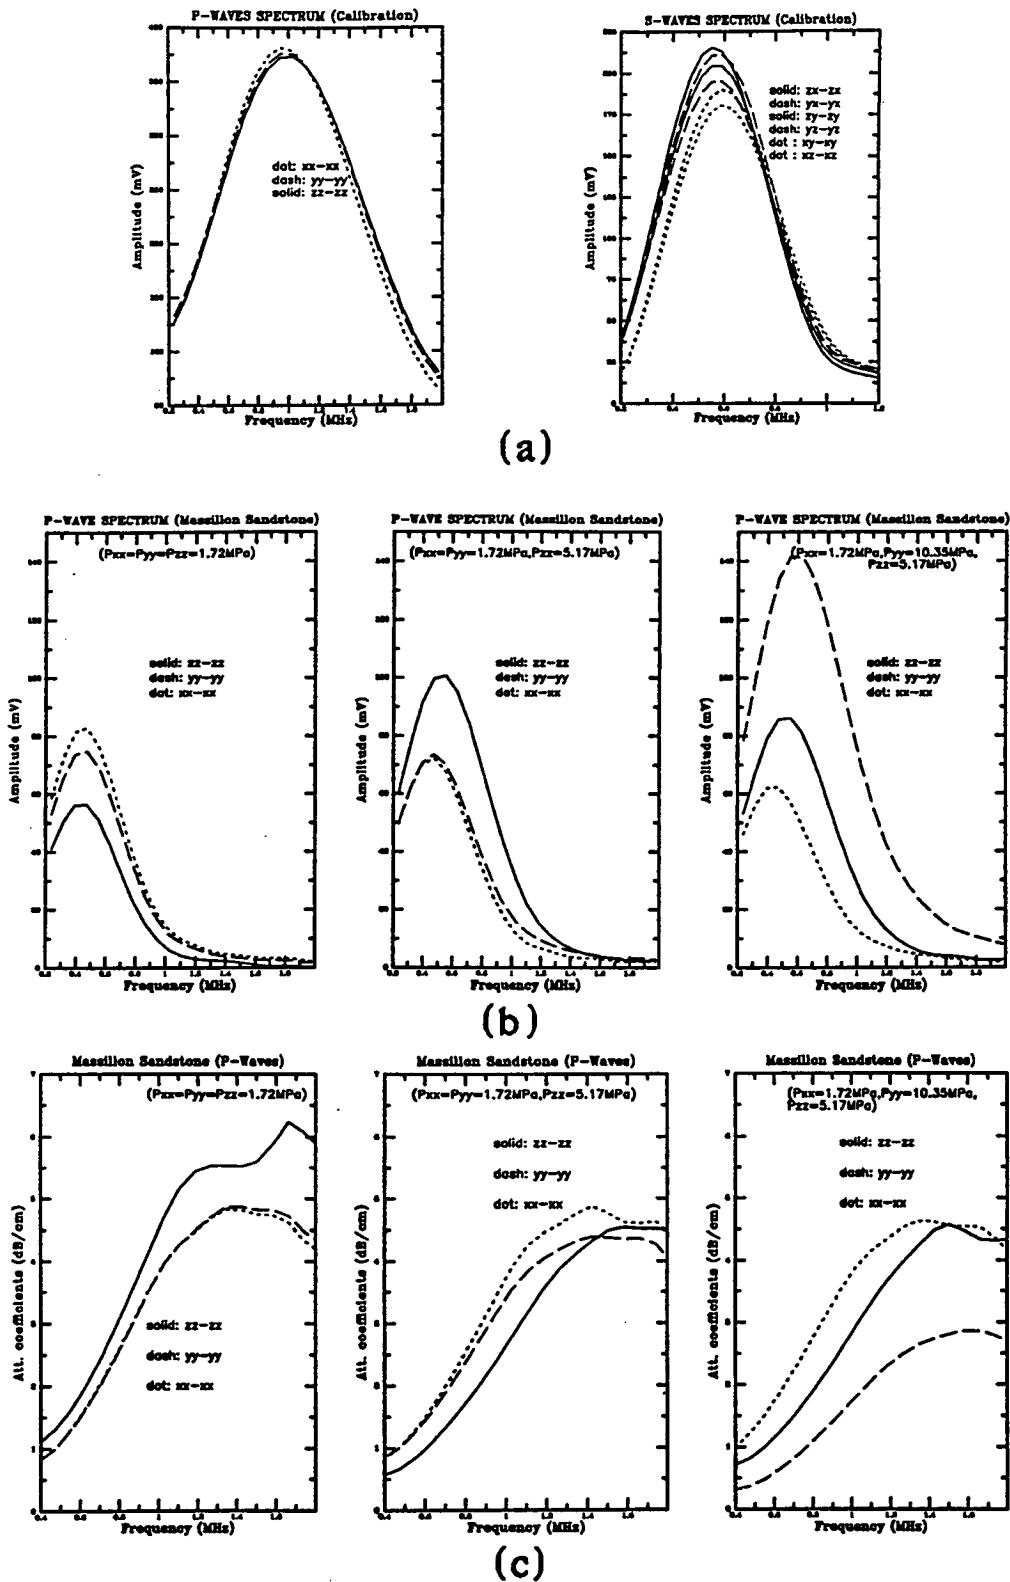 P-WAVES SPECTRUM (Calibration)
Amplitude (mV)
dot: xx-xx
dash: yy-yy
solid: zz-zz
Frequency (MHz)
S-WAVES SPECTRUM (Calibration)
Amplitude (mV)
solid: zx-zx
dash: yx-yx
solid: zy-zy
dash: yz-yz
dot : xy-xy
dot : xz-xz
Frequency (MHz)
(a)
P-WAVE SPECTRUM (Massillon Sandstone)
(Pxx=Pyy=Pzz=1.72MPa)
solid: zz-zz
dash: yy-yy
dot: xx-xx
Amplitude (mV)
Frequency (MHz)
P-WAVE SPECTRUM (Massillon Sandstone)
(Pxx=Pyy=1.72MPa,Pzz=5.17MPa)
solid: zz-zz
dash: yy-yy
dot: xx-xx
Amplitude (mV)
Frequency (MHz)
P-WAVE SPECTRUM (Massillon Sandstone)
(Pxx=1.72MPa,Pyy=10.35MPa,
Pzz=5.17MPa)
solid: zz-zz
dash: yy-yy
dot: xx-xx
Amplitude (mV)
Frequency (MHz)
(b)
Massillon Sandstone (P-Waves)
(Pxx=Pyy=Pzz=1.72MPa)
Att. coefficients (dB/cm)
solid: zz-zz
dash: yy-yy
dot: xx-xx
Frequency (MHz)
Massillon Sandstone (P-Waves)
(Pxx=Pyy=1.72MPa,Pzz=5.17MPa)
solid: zz-zz
dash: yy-yy
dot: xx-xx
Att. coefficients (dB/cm)
Frequency (MHz)
Massillon Sandstone (P-Waves)
(Pxx=1.72MPa,Pyy=10.35MPa,
Pzz=5.17MPa)
solid: zz-zz
dash: yy-yy
dot: xx-xx
Att. coefficients (dB/cm)
Frequency (MHz)
(c)